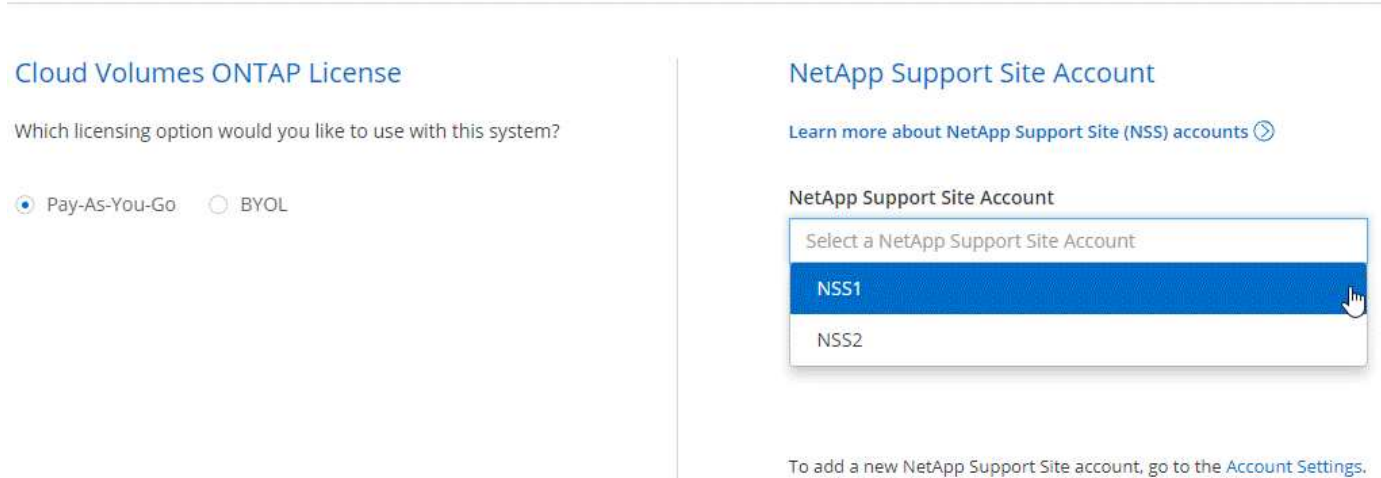 Cloud Volumes ONTAP License
Which licensing option would you like to use with this system?
Pay-As-You-Go
BYOL
NetApp Support Site Account
Learn more about NetApp Support Site (NSS) accounts
NetApp Support Site Account
Select a NetApp Support Site Account
NSS1
NSS2
To add a new NetApp Support Site account, go to the Account Settings.